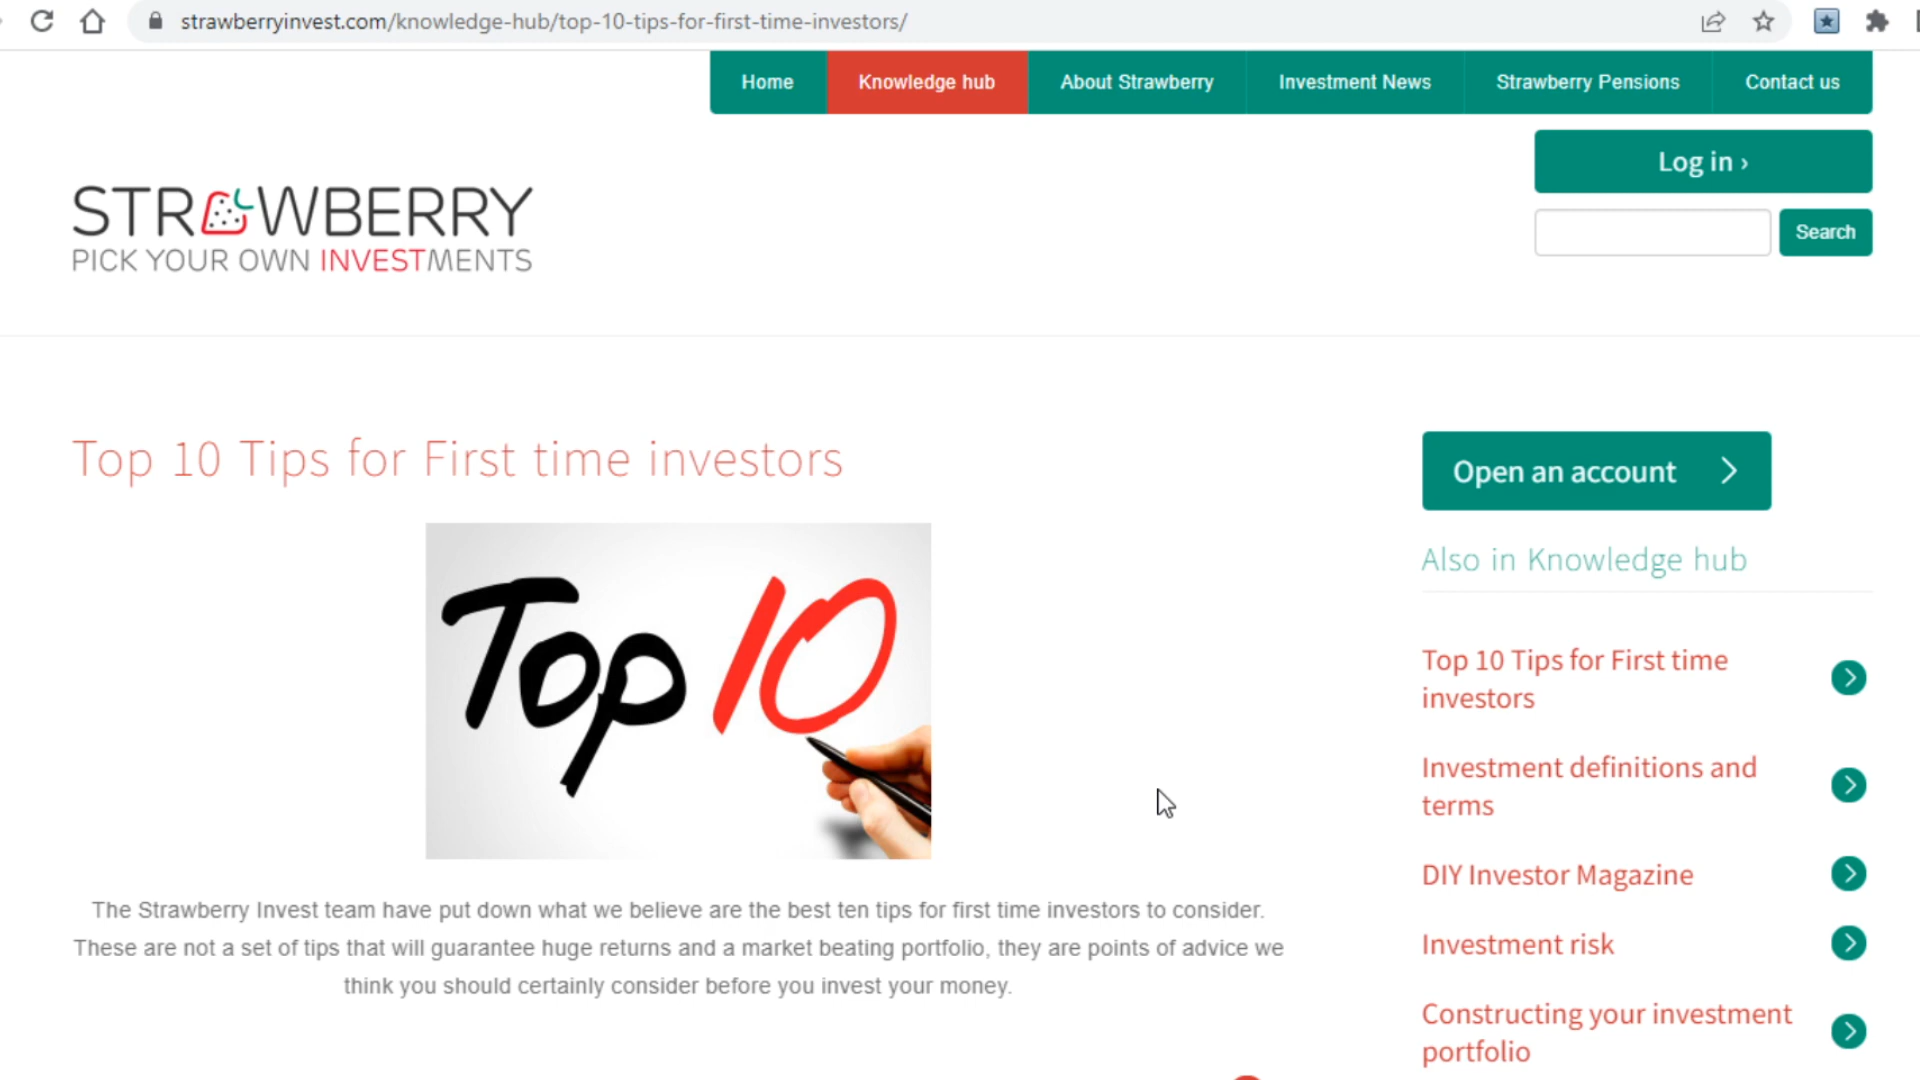 strawberryinvest.com/knowledge-hub/top-10-tips-for-first-time-investors/
Home
Knowledge hub
About Strawberry
Investment News
Strawberry Pensions
Contact us
Log in ›
Search
STRAWBERRY
PICK YOUR OWN INVESTMENTS
Top 10 Tips for First time investors
Top 10
The Strawberry Invest team have put down what we believe are the best ten tips for first time investors to consider.
These are not a set of tips that will guarantee huge returns and a market beating portfolio, they are points of advice we
think you should certainly consider before you invest your money.
Open an account
Also in Knowledge hub
Top 10 Tips for First time
investors
Investment definitions and
terms
DIY Investor Magazine
Investment risk
Constructing your investment
portfolio